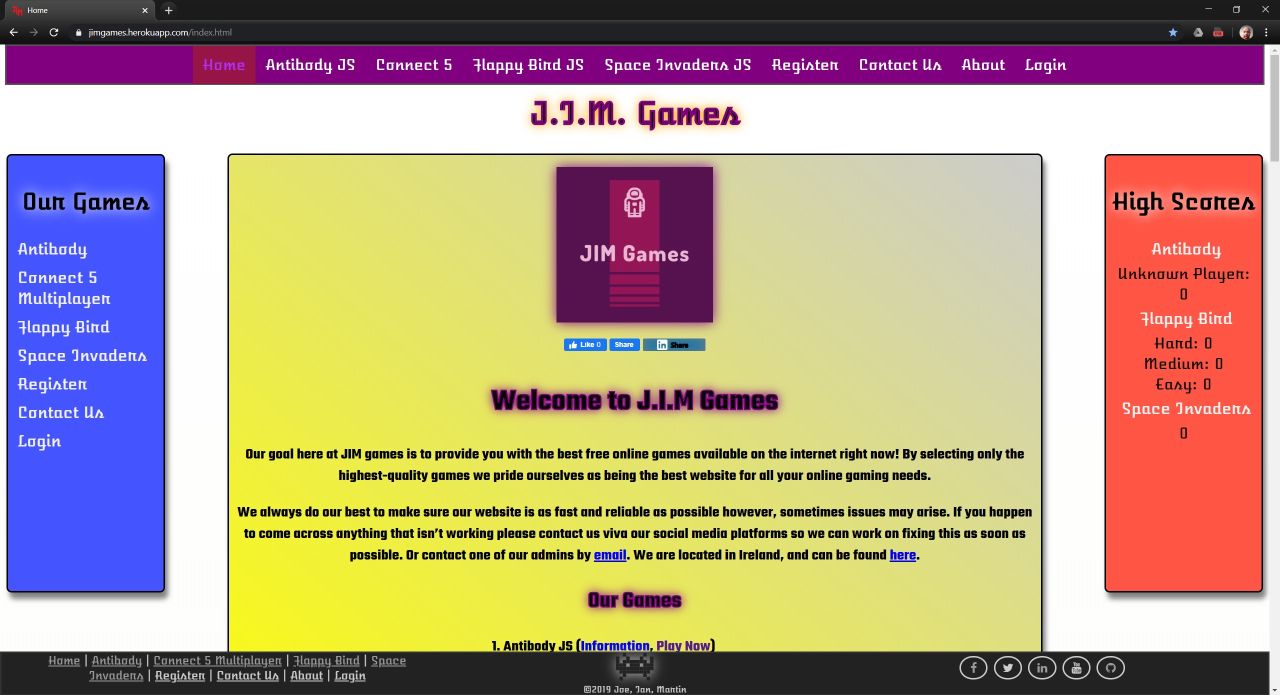 Home
jimgames.herokuapp.com/index.html
Home Antibody JS Connect 5 Flappy Bird JS Space Invaders JS Register Contact Us About Login
J.I.M. Games
Our Games
Antibody
Connect 5
Multiplayer
Flappy Bird
Space Invaders
Register
Contact Us
Login
JIM Games
Like 0 Share in Share
Welcome to J.I.M Games
Our goal here at JIM games is to provide you with the best free online games available on the internet right now! By selecting only the
highest-quality games we pride ourselves as being the best website for all your online gaming needs.
We always do our best to make sure our website is as fast and reliable as possible however, sometimes issues may arise. If you happen
to come across anything that isn't working please contact us viva our social media platforms so we can work on fixing this as soon as
possible. Or contact one of our admins by email. We are located in Ireland, and can be found here.
Our Games
1. Antibody JS (Information, Play Now)
High Scores
Antibody
Unknown Player:
0
Flappy Bird
Hard: 0
Medium: 0
Easy: 0
Space Invaders
0
Home | Antibody | Connect 5 Multiplayer | Flappy Bird | Space
Invaders | Register | Contact Us | About | Login
©2019 Joe, Ian, Martin